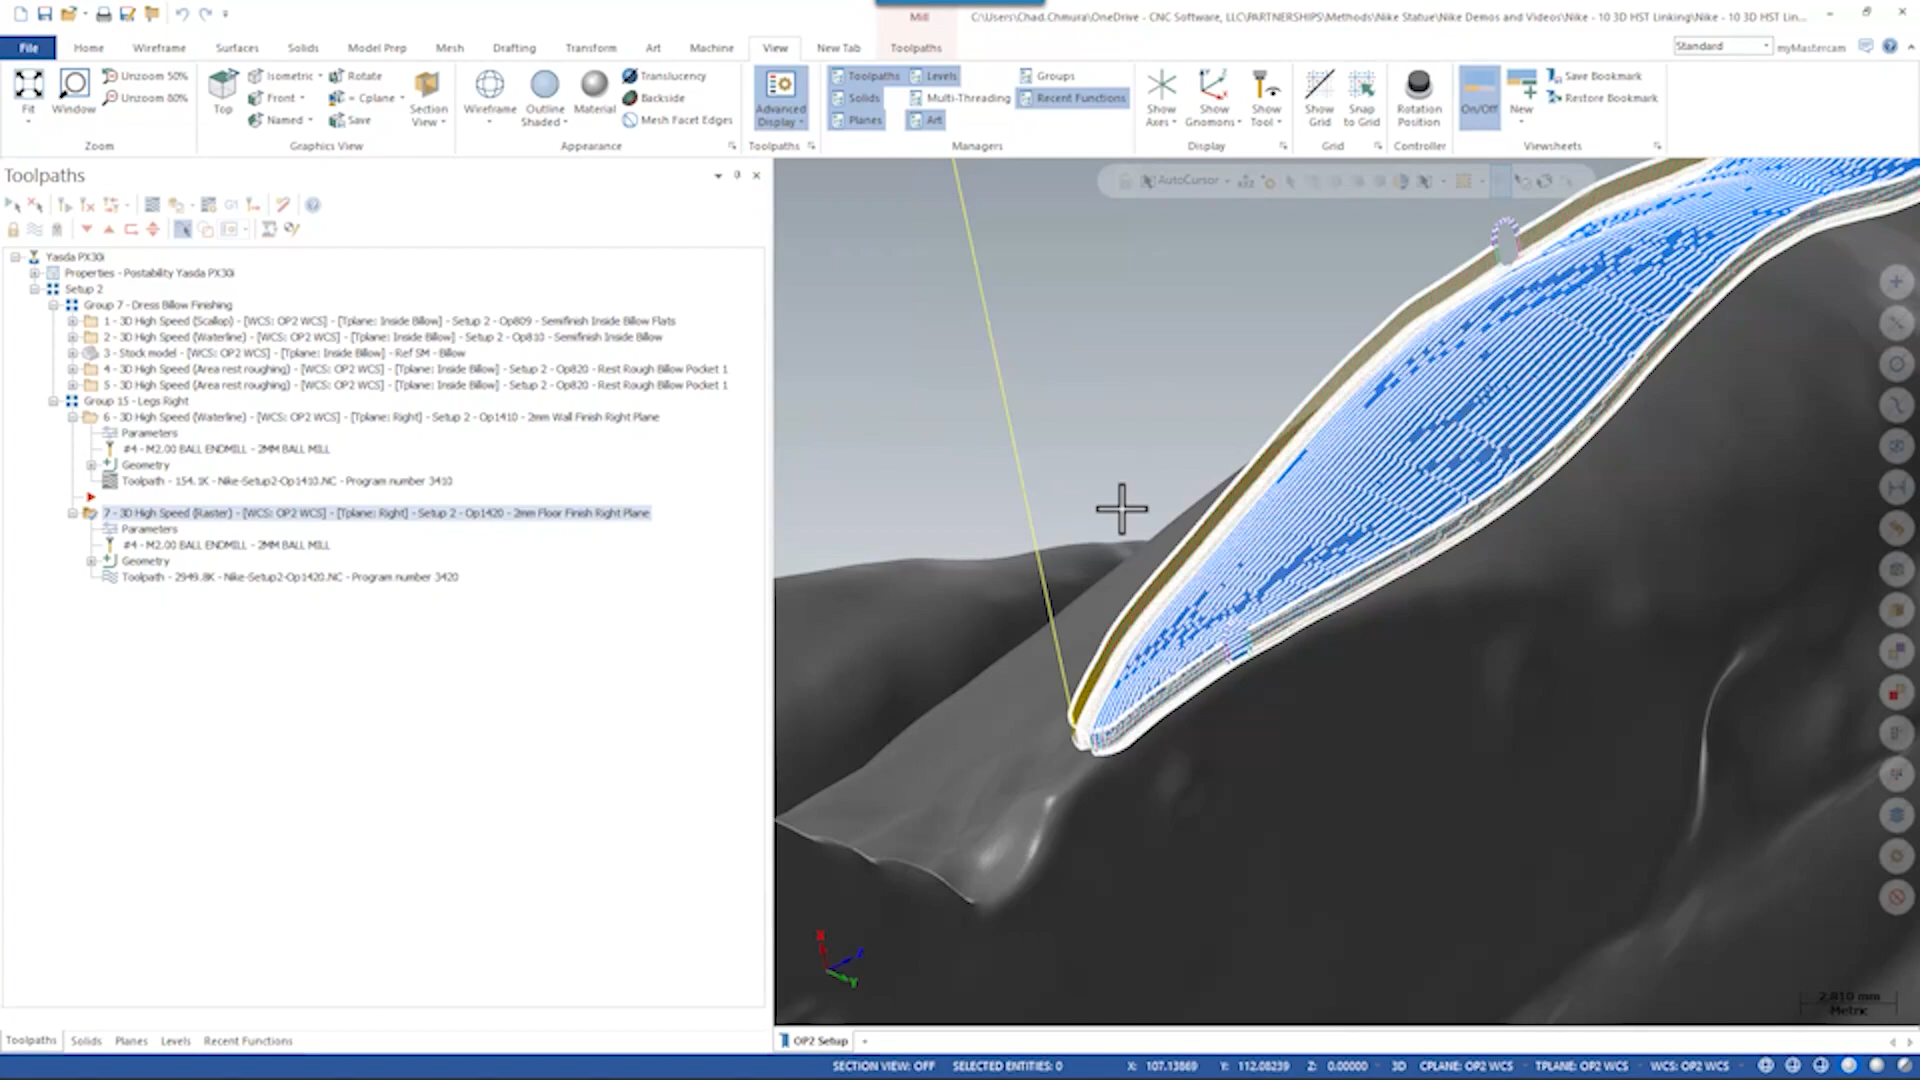 Mill
C:\Users\Chad.Chmura\OneDrive - CNC Software, LLC\PARTNERSHIPS\Methods\Nike Statue\Nike Demos and Videos\Nike - 10 3D HST Linking\Nike - 10 3D HST Lin...
File Home Wireframe Surfaces Solids Model Prep Mesh Drafting Transform Art Machine View New Tab Toolpaths
Standard myMastercam
Fit Window Unzoom 50% Unzoom 80%
Zoom
Top Isometric Front Named Rotate = Cplane Save Section View
Graphics View
Wireframe Outline Shaded Material Translucency Backside Mesh Facet Edges
Appearance
Advanced Display
Toolpaths
Toolpaths Solids Planes Levels Multi-Threading Art Groups Recent Functions
Managers
Show Axes Show Gnomons Show Tool
Display
Show Grid Snap to Grid
Grid
Rotation Position
Controller
On/Off New Save Bookmark Restore Bookmark
Viewsheets
Toolpaths
AutoCursor
Yasda PX30i
Properties - Postability Yasda PX30i
Setup 2
Group 7 - Dress Billow Finishing
1 - 3D High Speed (Scallop) - [WCS: OP2 WCS] - [Tplane: Inside Billow] - Setup 2 - Op809 - Semifinish Inside Billow Flats
2 - 3D High Speed (Waterline) - [WCS: OP2 WCS] - [Tplane: Inside Billow] - Setup 2 - Op810 - Semifinish Inside Billow
3 - Stock model - [WCS: OP2 WCS] - [Tplane: Inside Billow] - Ref SM - Billow
4 - 3D High Speed (Area rest roughing) - [WCS: OP2 WCS] - [Tplane: Inside Billow] - Setup 2 - Op820 - Rest Rough Billow Pocket 1
5 - 3D High Speed (Area rest roughing) - [WCS: OP2 WCS] - [Tplane: Inside Billow] - Setup 2 - Op820 - Rest Rough Billow Pocket 1
Group 15 - Legs Right
6 - 3D High Speed (Waterline) - [WCS: OP2 WCS] - [Tplane: Right] - Setup 2 - Op1410 - 2mm Wall Finish Right Plane
Parameters
#4 - M2.00 BALL ENDMILL - 2MM BALL MILL
Geometry
Toolpath - 154.1K - Nike-Setup2-Op1410.NC - Program number 3410
7 - 3D High Speed (Raster) - [WCS: OP2 WCS] - [Tplane: Right] - Setup 2 - Op1420 - 2mm Floor Finish Right Plane
Parameters
#4 - M2.00 BALL ENDMILL - 2MM BALL MILL
Geometry
Toolpath - 2949.8K - Nike-Setup2-Op1420.NC - Program number 3420
X
Z
Y
2.810 mm
Metric
Toolpaths Solids Planes Levels Recent Functions
OP2 Setup
SECTION VIEW: OFF SELECTED ENTITIES: 0 X: 107.13869 Y: 112.08239 Z: 0.00000 3D CPLANE: OP2 WCS TPLANE: OP2 WCS WCS: OP2 WCS